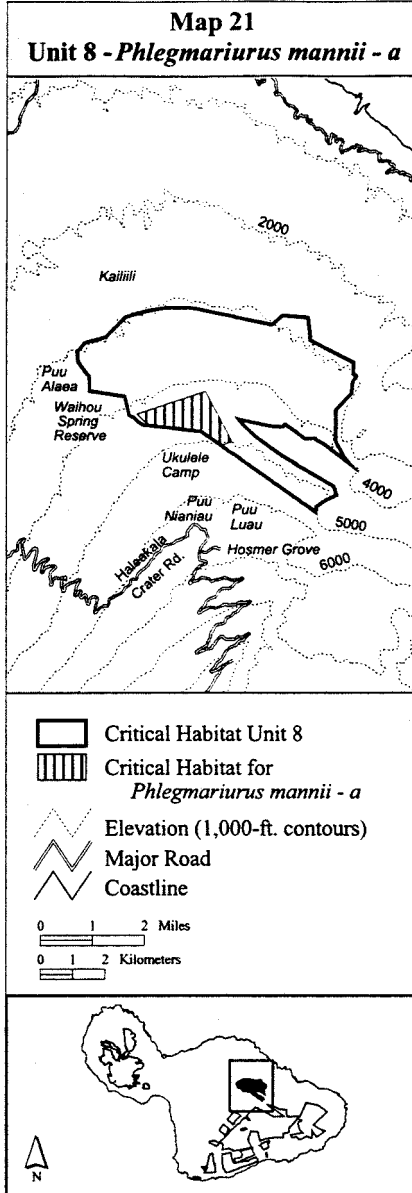 Map 21
Unit 8 - Phlegmariurus mannii - a
2000
Kailiili
Puu
Alaea
Waihou
Spring
Reserve
Ukulele
Camp
4000
Puu
Nianiau
Puu
Luau
5000
Haleakala
Crater Rd.
Hosmer Grove
6000
Critical Habitat Unit 8
Critical Habitat for
Phlegmariurus mannii - a
Elevation (1,000-ft. contours)
Major Road
Coastline
0 1 2 Miles
0 1 2 Kilometers
N